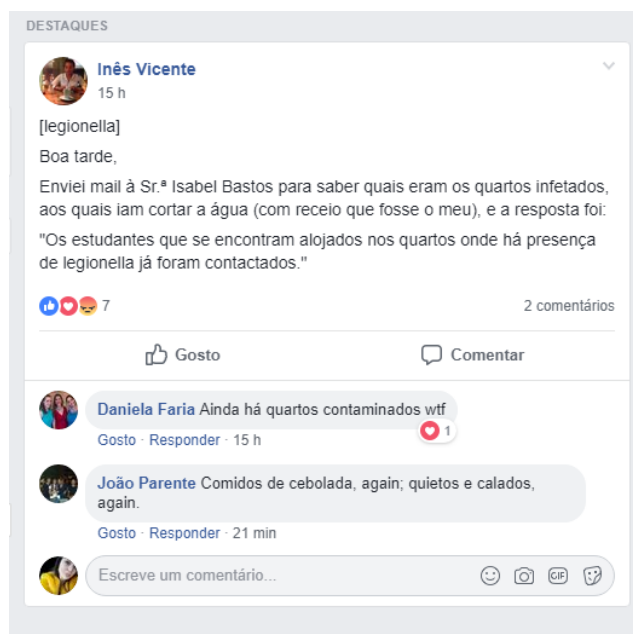 DESTAQUES
Inês Vicente
15 h
[legionella]
Boa tarde,
Enviei mail à Sr.ª Isabel Bastos para saber quais eram os quartos infetados,
aos quais iam cortar a água (com receio que fosse o meu), e a resposta foi:
"Os estudantes que se encontram alojados nos quartos onde há presença
de legionella já foram contactados."
7
2 comentários
Gosto
Comentar
Daniela Faria Ainda há quartos contaminados wtf
1
Gosto · Responder · 15 h
João Parente Comidos de cebolada, again; quietos e calados,
again.
Gosto · Responder · 21 min
Escreve um comentário...
GIF